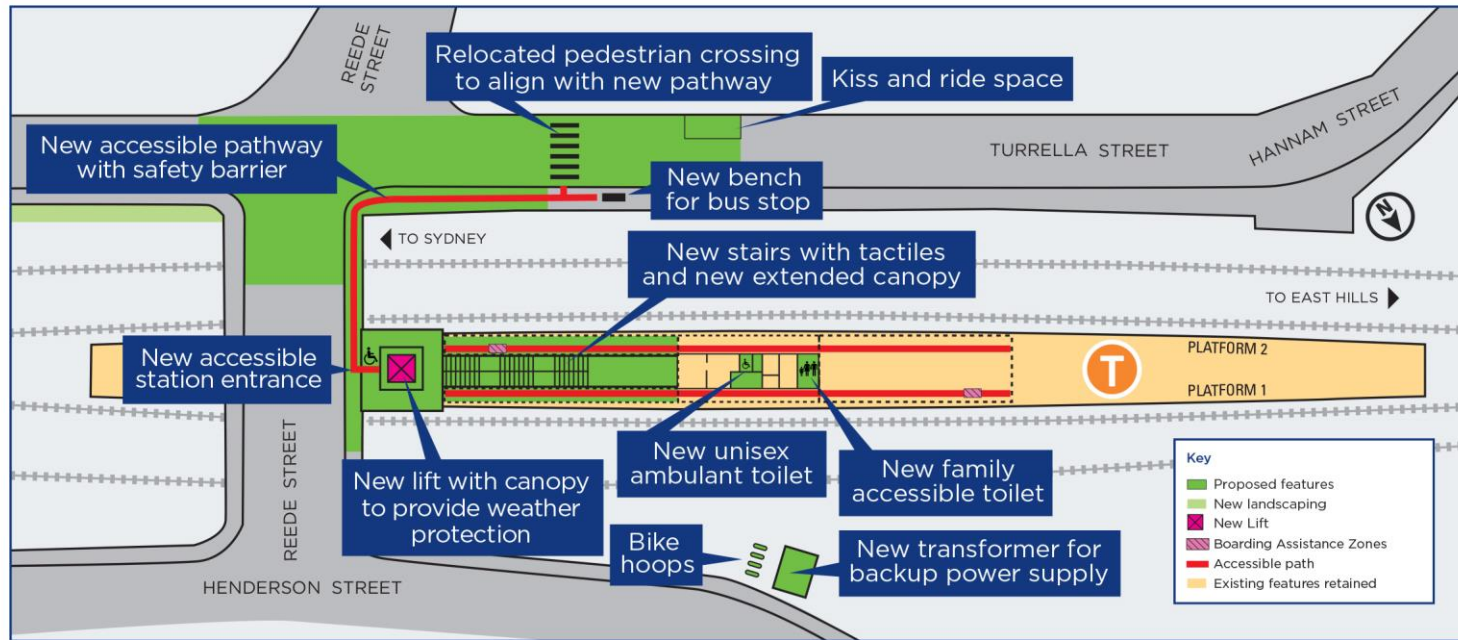 REEDE
STREET
Relocated pedestrian crossing
to align with new pathway
Kiss and ride space
New accessible pathway
with safety barrier
TURRELLA STREET
HANNAM STREET
New bench
for bus stop
N
TO SYDNEY
New stairs with tactiles
and new extended canopy
TO EAST HILLS
New accessible
station entrance
PLATFORM 2
T
PLATFORM 1
REEDE STREET
New lift with canopy
to provide weather
protection
New unisex
ambulant toilet
New family
accessible toilet
Bike
hoops
New transformer for
backup power supply
HENDERSON STREET
Key
Proposed features
New landscaping
New Lift
Boarding Assistance Zones
Accessible path
Existing features retained